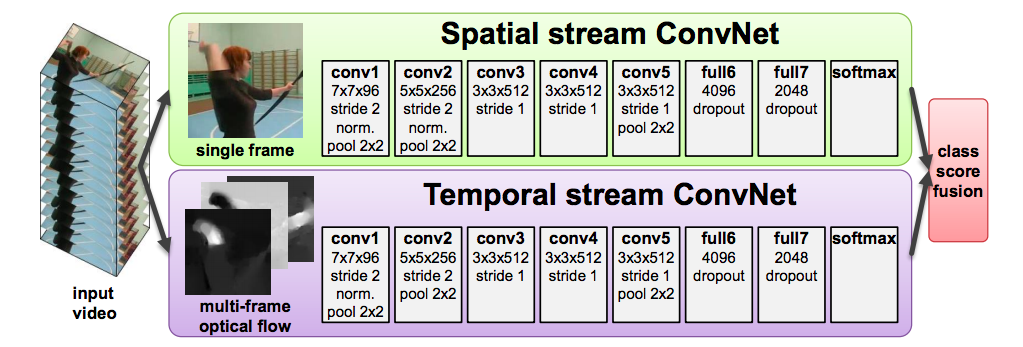 Spatial stream ConvNet
conv1
7x7x96
stride 2
norm.
pool 2x2
conv2
5x5x256
stride 2
norm.
pool 2x2
conv3
3x3x512
stride 1
conv4
3x3x512
stride 1
conv5
3x3x512
stride 1
pool 2x2
full6
4096
dropout
full7
2048
dropout
softmax
single frame
Temporal stream ConvNet
conv1
7x7x96
stride 2
norm.
pool 2x2
conv2
5x5x256
stride 2
pool 2x2
conv3
3x3x512
stride 1
conv4
3x3x512
stride 1
conv5
3x3x512
stride 1
pool 2x2
full6
4096
dropout
full7
2048
dropout
softmax
multi-frame
optical flow
input
video
class
score
fusion